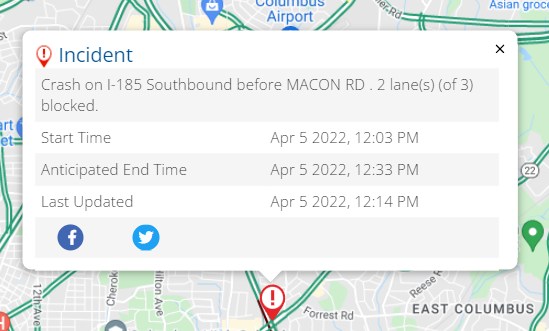 Columbus
Airport
er Rd
Asian groce
Incident
×
Crash on I-185 Southbound before MACON RD . 2 lane(s) (of 3)
blocked.
Start Time Apr 5 2022, 12:03 PM
Anticipated End Time Apr 5 2022, 12:33 PM
Last Updated Apr 5 2022, 12:14 PM
22
12th Ave
Cherok
Hilton Ave
Forrest Rd
Reese
EAST COLUMBUS